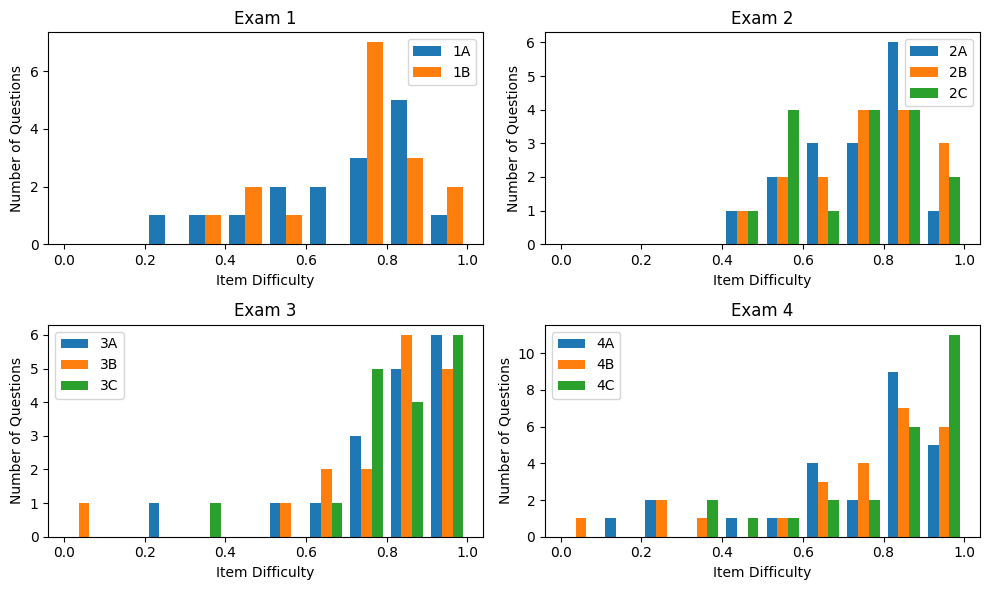 Exam 1
Number of Questions
6
4
2
0
1A
1B
0.0 0.2 0.4 0.6 0.8 1.0
Item Difficulty
Exam 2
Number of Questions
6
5
4
3
2
1
0
2A
2B
2C
0.0 0.2 0.4 0.6 0.8 1.0
Item Difficulty
Exam 3
Number of Questions
6
5
4
3
2
1
0
3A
3B
3C
0.0 0.2 0.4 0.6 0.8 1.0
Item Difficulty
Exam 4
Number of Questions
10
8
6
4
2
0
4A
4B
4C
0.0 0.2 0.4 0.6 0.8 1.0
Item Difficulty